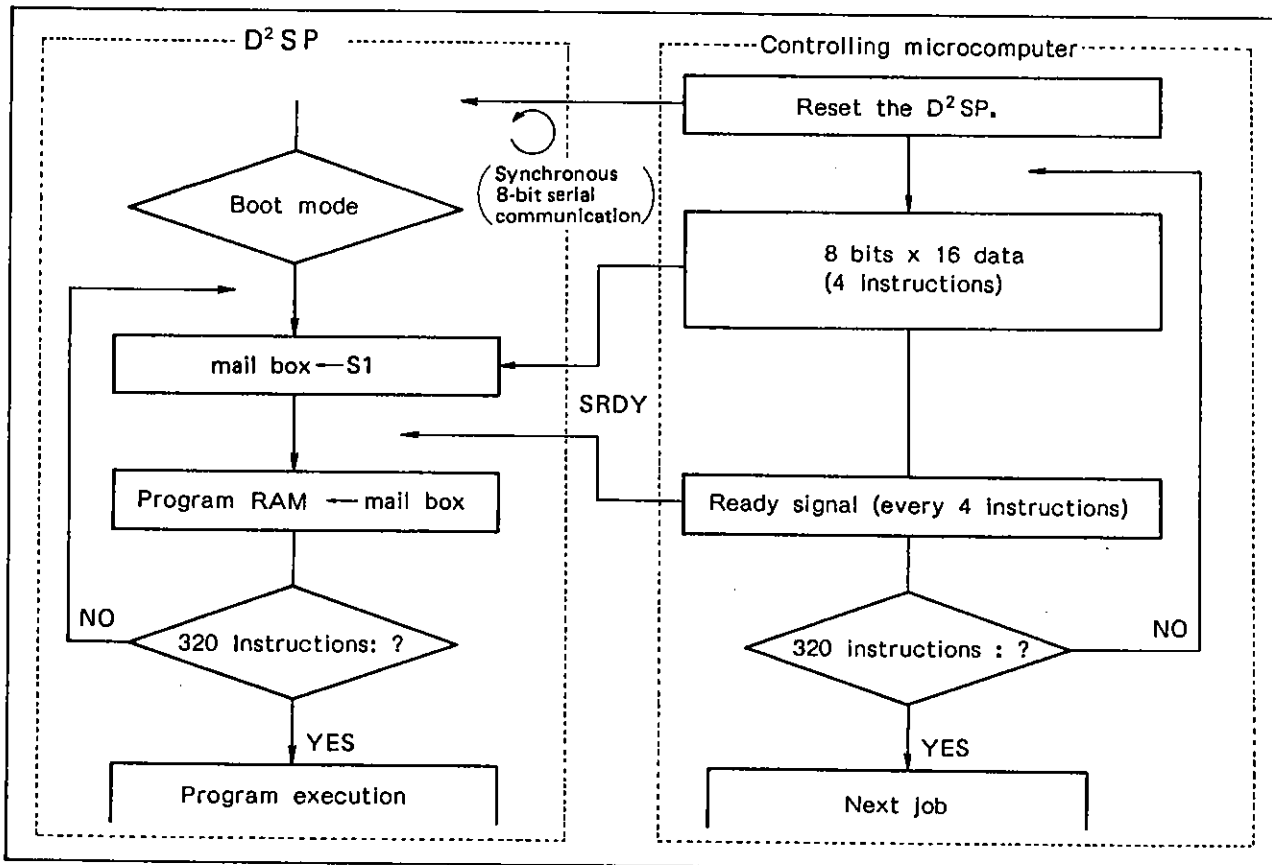 D² SP
Controlling microcomputer
Reset the D² SP.
(Synchronous
8-bit serial
communication)
Boot mode
8 bits x 16 data
(4 instructions)
mail box ← S1
SRDY
Program RAM ← mail box
Ready signal (every 4 instructions)
NO
320 Instructions: ?
320 instructions : ?
NO
YES
YES
Program execution
Next job